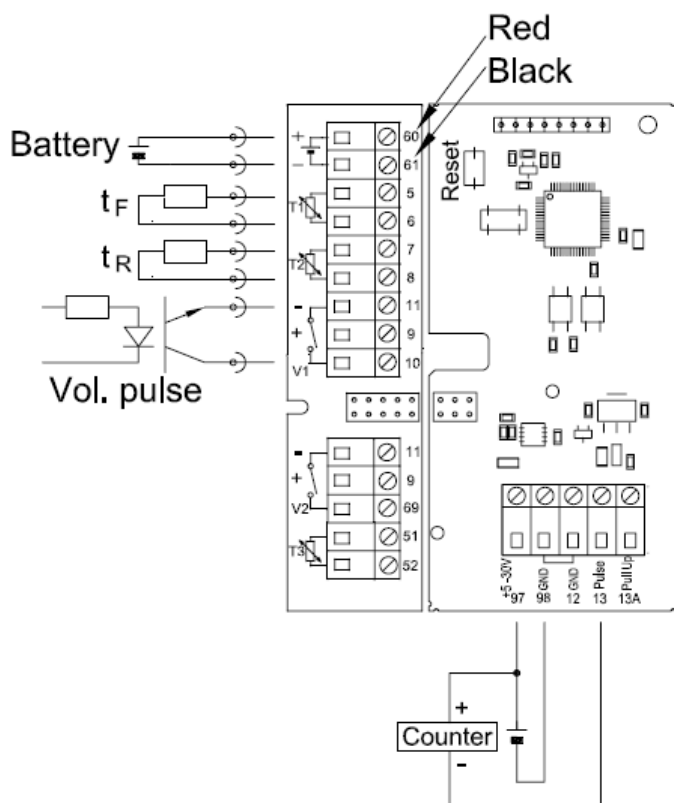 Red
Black
Battery
+
60
−
61
Reset
t F
T1
5
6
t R
T2
7
8
-
11
+
9
V1
10
Vol. pulse
-
11
+
9
V2
69
T3
51
52
+5-30V
97
GND
98
GND
12
Pulse
13
Pull Up
13A
+
Counter
-